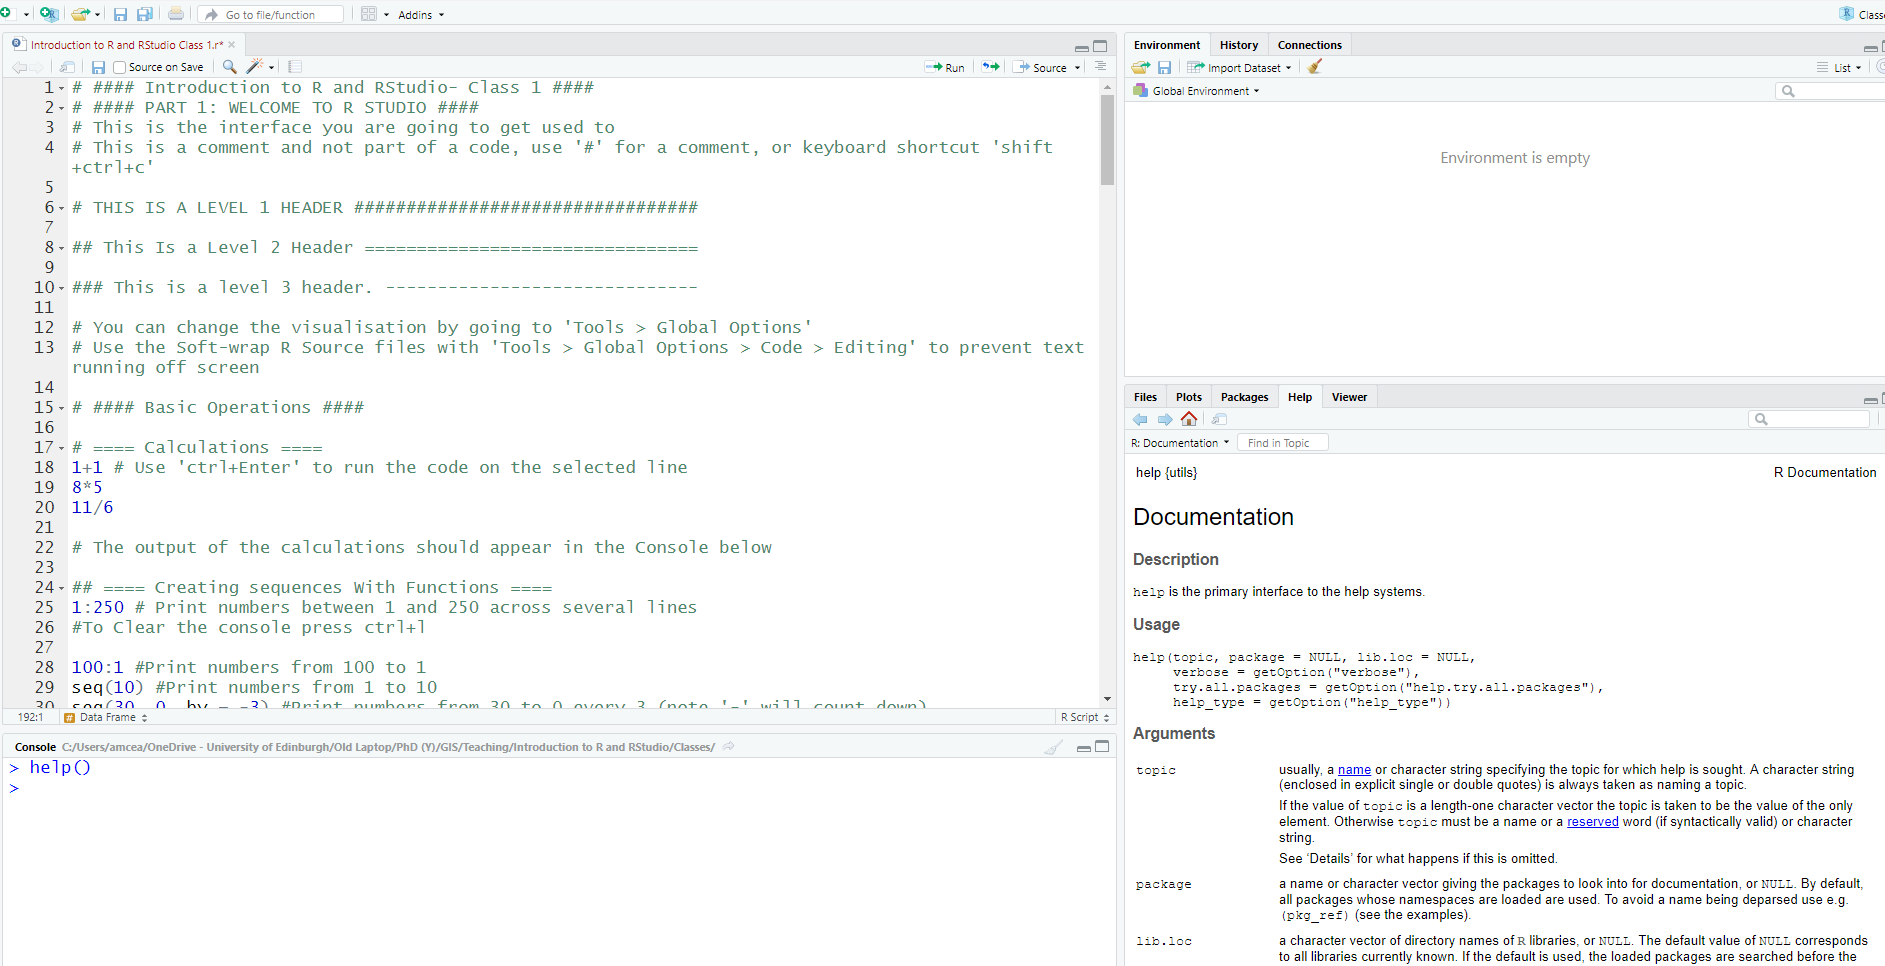 Go to file/function
Addins
Introduction to R and RStudio Class 1.r*
Source on Save
Run
Source
1 # #### Introduction to R and RStudio- Class 1 ####
2 # #### PART 1: WELCOME TO R STUDIO ####
3 # This is the interface you are going to get used to
4 # This is a comment and not part of a code, use '#' for a comment, or keyboard shortcut 'shift
+ctrl+c'
5
6 # THIS IS A LEVEL 1 HEADER #################################
7
8 ## This Is a Level 2 Header ================================
9
10 ### This is a level 3 header. ------------------------------
11
12 # You can change the visualisation by going to 'Tools > Global Options'
13 # Use the Soft-wrap R Source files with 'Tools > Global Options > Code > Editing' to prevent text
running off screen
14
15 # #### Basic Operations ####
16
17 # ==== Calculations ====
18 1+1 # Use 'ctrl+Enter' to run the code on the selected line
19 8*5
20 11/6
21
22 # The output of the calculations should appear in the Console below
23
24 ## ==== Creating sequences With Functions ====
25 1:250 # Print numbers between 1 and 250 across several lines
26 #To Clear the console press ctrl+l
27
28 100:1 #Print numbers from 100 to 1
29 seq(10) #Print numbers from 1 to 10
30 seq(30, 0, by = -3) #Print numbers from 30 to 0 every 3 (note '-' will count down)
192:1 # Data Frame R Script
Console C:/Users/amcea/OneDrive - University of Edinburgh/Old Laptop/PhD (Y)/GIS/Teaching/Introduction to R and RStudio/Classes/
> help()
>
Environment History Connections
Import Dataset List
Global Environment
Environment is empty
Files Plots Packages Help Viewer
R: Documentation Find in Topic
help {utils} R Documentation
Documentation
Description
help is the primary interface to the help systems.
Usage
help(topic, package = NULL, lib.loc = NULL,
verbose = getOption("verbose"),
try.all.packages = getOption("help.try.all.packages"),
help_type = getOption("help_type"))
Arguments
topic usually, a name or character string specifying the topic for which help is sought. A character string
(enclosed in explicit single or double quotes) is always taken as naming a topic.
If the value of topic is a length-one character vector the topic is taken to be the value of the only
element. Otherwise topic must be a name or a reserved word (if syntactically valid) or character
string.
See ‘Details’ for what happens if this is omitted.
package a name or character vector giving the packages to look into for documentation, or NULL. By default,
all packages whose namespaces are loaded are used. To avoid a name being deparsed use e.g.
(pkg_ref) (see the examples).
lib.loc a character vector of directory names of R libraries, or NULL. The default value of NULL corresponds
to all libraries currently known. If the default is used, the loaded packages are searched before the